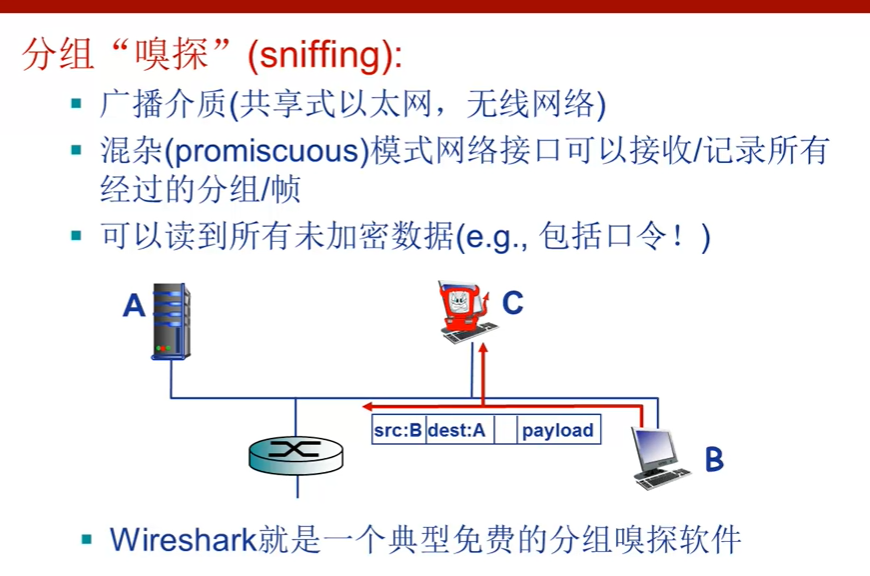 分组“嗅探”(sniffing):
▪ 广播介质(共享式以太网，无线网络)
▪ 混杂(promiscuous)模式网络接口可以接收/记录所有
经过的分组/帧
▪ 可以读到所有未加密数据(e.g., 包括口令！)
A
C
src:B dest:A payload
B
▪ Wireshark就是一个典型免费的分组嗅探软件